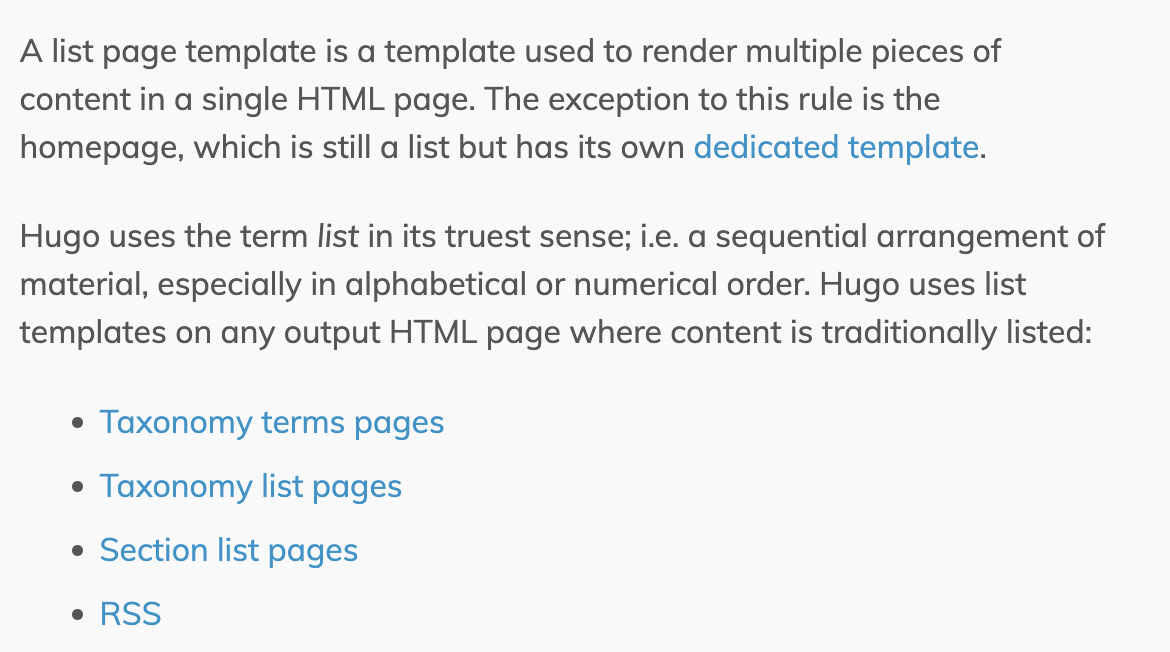 A list page template is a template used to render multiple pieces of
content in a single HTML page. The exception to this rule is the
homepage, which is still a list but has its own dedicated template.
Hugo uses the term list in its truest sense; i.e. a sequential arrangement of
material, especially in alphabetical or numerical order. Hugo uses list
templates on any output HTML page where content is traditionally listed:
• Taxonomy terms pages
• Taxonomy list pages
• Section list pages
• RSS